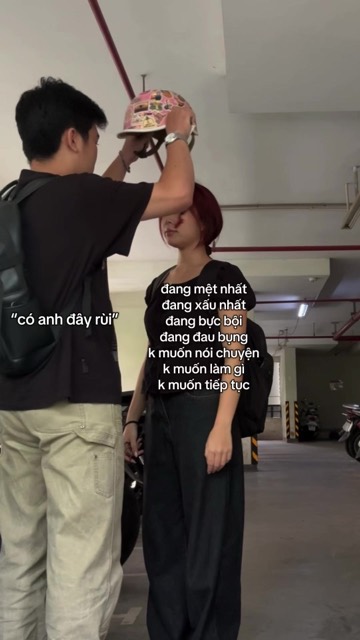 "có anh đây rùi"
đang mệt nhất
đang xấu nhất
đang bực bội
đang đau bụng
k muốn nói chuyện
k muốn làm gì
k muốn tiếp tục